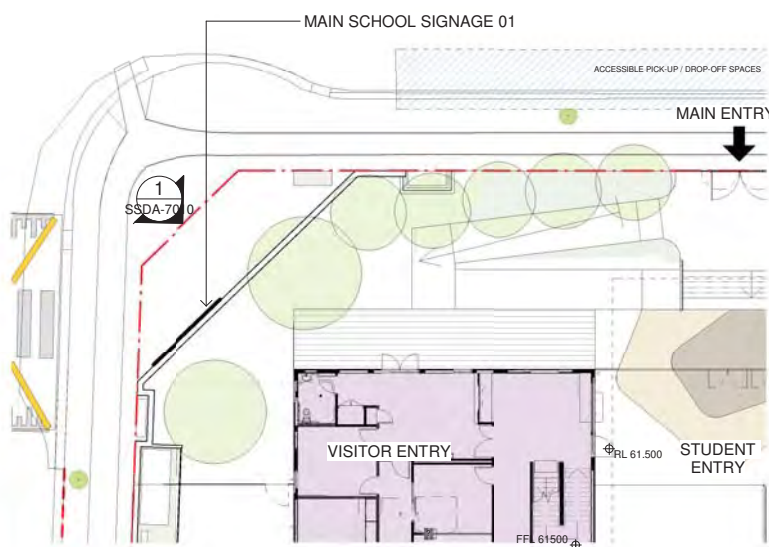 MAIN SCHOOL SIGNAGE 01
ACCESSIBLE PICK-UP / DROP-OFF SPACES
MAIN ENTRY
1
SSDA-7010
VISITOR ENTRY
RL 61.500
STUDENT
ENTRY
FFL 61500